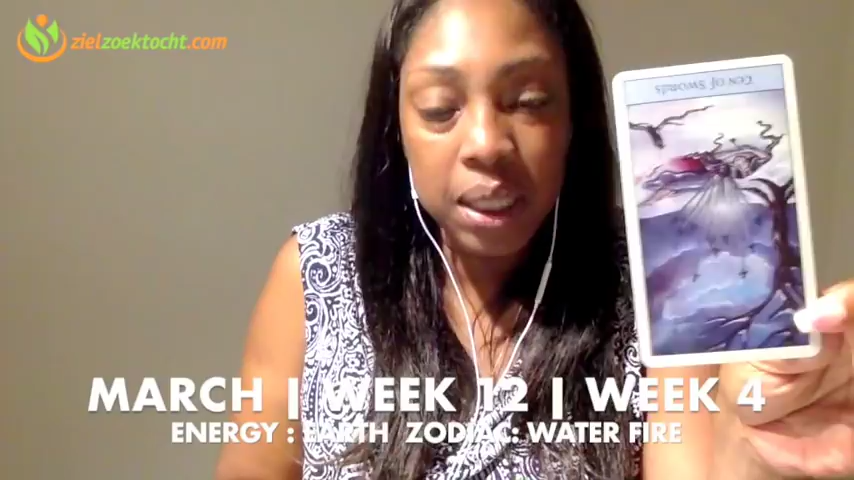 zielzoektocht.com
Ten of Swords
MARCH | WEEK 12 | WEEK 4
ENERGY : EARTH ZODIAC: WATER FIRE